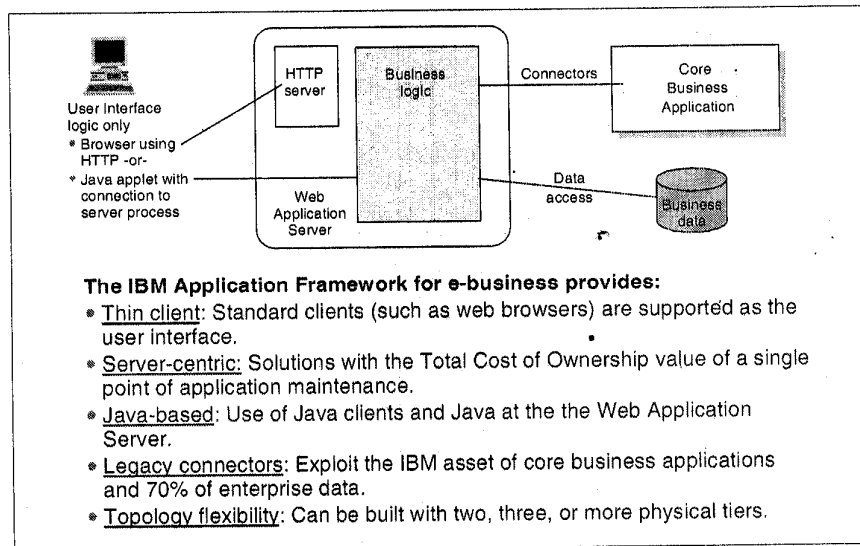 User Interface
logic only
* Browser using
HTTP -or-
* Java applet with
connection to
server process
HTTP
server
Business
logic
Web
Application
Server
Connectors
Core
Business
Application
Data
access
Business
data
The IBM Application Framework for e-business provides:
* Thin client: Standard clients (such as web browsers) are supported as the
user interface.
* Server-centric: Solutions with the Total Cost of Ownership value of a single
point of application maintenance.
* Java-based: Use of Java clients and Java at the the Web Application
Server.
* Legacy connectors: Exploit the IBM asset of core business applications
and 70% of enterprise data.
* Topology flexibility: Can be built with two, three, or more physical tiers.